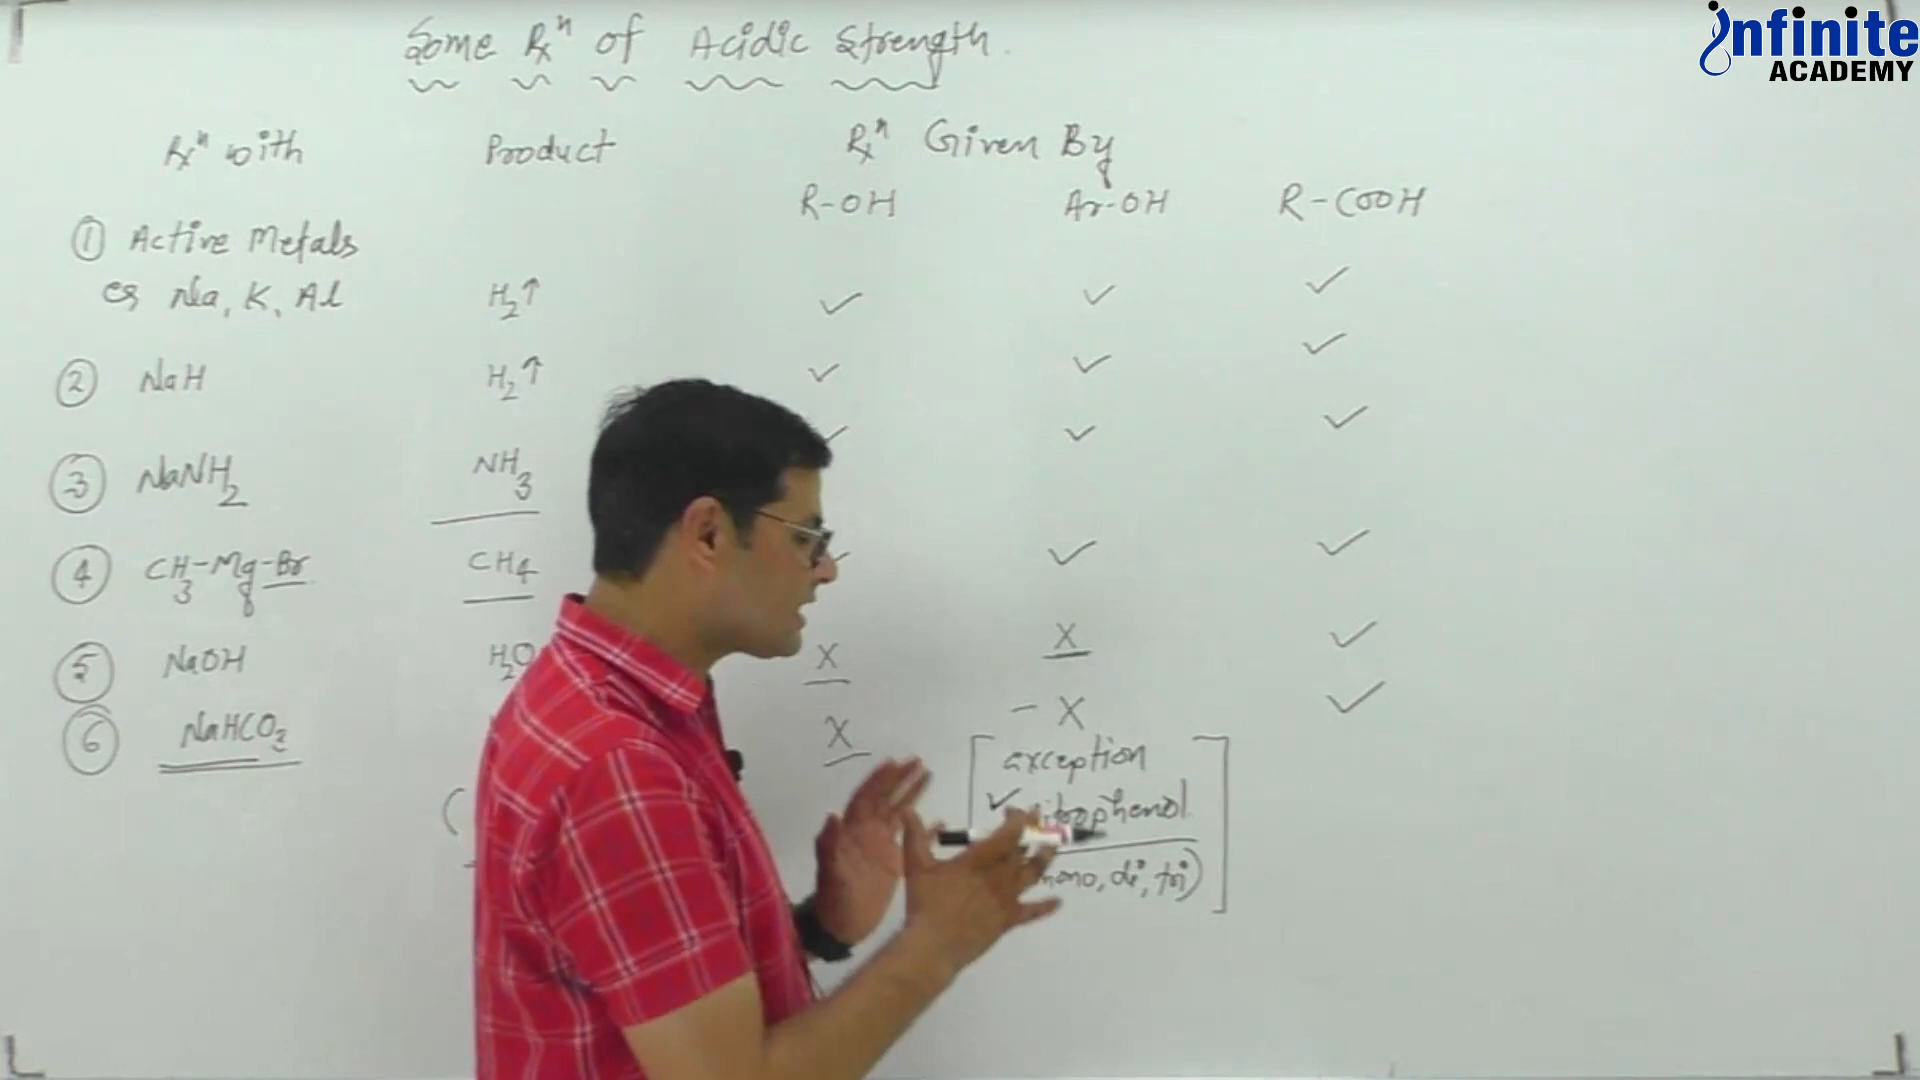 Some Rxⁿ of Acidic Strength.
infinite
ACADEMY
Rxⁿ with Product Rxⁿ Given By
R-OH Ar-OH R-COOH
① Active Metals
eg Na, K, Al H₂↑ ✓ ✓ ✓
② NaH H₂↑ ✓ ✓ ✓
③ NaNH₂ NH₃ ✓ ✓ ✓
④ CH₃-Mg-Br CH₄ ✓ ✓ ✓
⑤ NaOH H₂O X X ✓
⑥ NaHCO₃ X - X ✓
[exception
✓ nitrophenol
mono, di, tri)]